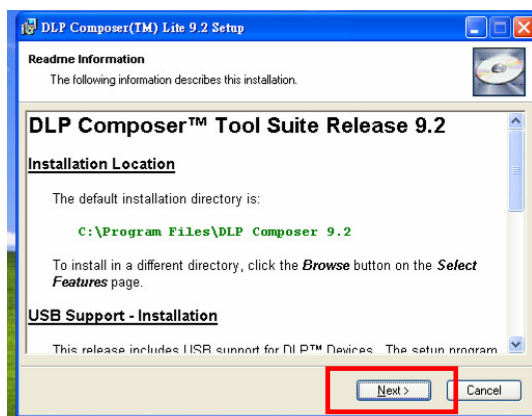 DLP Composer(TM) Lite 9.2 Setup
Readme Information
The following information describes this installation.
DLP Composer™ Tool Suite Release 9.2
Installation Location
The default installation directory is:
C:\Program Files\DLP Composer 9.2
To install in a different directory, click the Browse button on the Select
Features page.
USB Support - Installation
This release includes USB support for DLP™ Devices. The setup program
Next >
Cancel